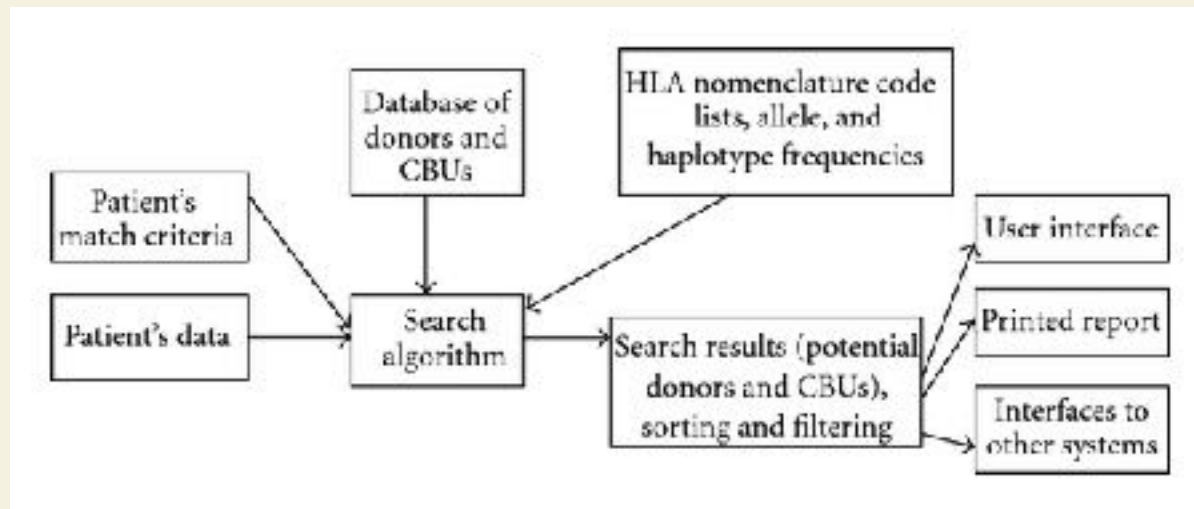 Database of
donors and
CBUs
HLA nomenclature code
lists, allele, and
haplotype frequencies
Patient's
match criteria
Patient's data
Search
algorithm
Search results (potential
donors and CBUs),
sorting and filtering
User interface
Printed report
Interfaces to
other systems